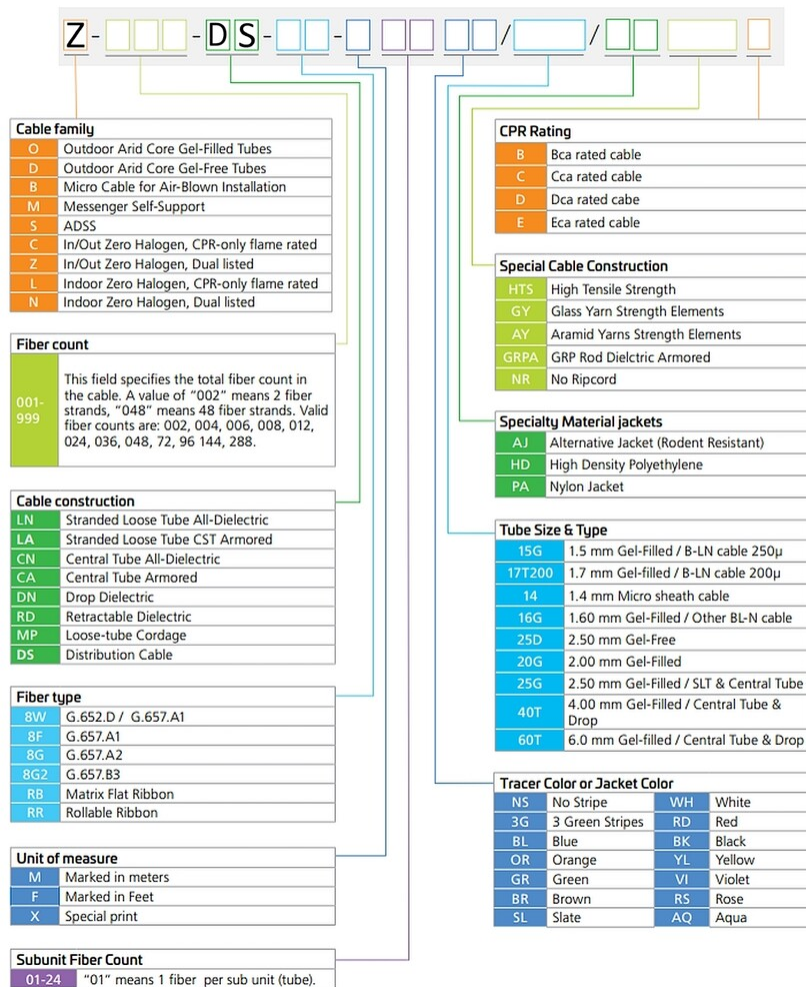 Z - - DS - - / /
Cable family
O Outdoor Arid Core Gel-Filled Tubes
D Outdoor Arid Core Gel-Free Tubes
B Micro Cable for Air-Blown Installation
M Messenger Self-Support
S ADSS
C In/Out Zero Halogen, CPR-only flame rated
Z In/Out Zero Halogen, Dual listed
L Indoor Zero Halogen, CPR-only flame rated
N Indoor Zero Halogen, Dual listed
Fiber count
001-
999
This field specifies the total fiber count in
the cable. A value of “002” means 2 fiber
strands, “048” means 48 fiber strands. Valid
fiber counts are: 002, 004, 006, 008, 012,
024, 036, 048, 72, 96 144, 288.
Cable construction
LN Stranded Loose Tube All-Dielectric
LA Stranded Loose Tube CST Armored
CN Central Tube All-Dielectric
CA Central Tube Armored
DN Drop Dielectric
RD Retractable Dielectric
MP Loose-tube Cordage
DS Distribution Cable
Fiber type
8W G.652.D / G.657.A1
8F G.657.A1
8G G.657.A2
8G2 G.657.B3
RB Matrix Flat Ribbon
RR Rollable Ribbon
Unit of measure
M Marked in meters
F Marked in Feet
X Special print
Subunit Fiber Count
01-24 “01” means 1 fiber per sub unit (tube).
CPR Rating
B Bca rated cable
C Cca rated cable
D Dca rated cabe
E Eca rated cable
Special Cable Construction
HTS High Tensile Strength
GY Glass Yarn Strength Elements
AY Aramid Yarns Strength Elements
GRPA GRP Rod Dielctric Armored
NR No Ripcord
Specialty Material jackets
AJ Alternative Jacket (Rodent Resistant)
HD High Density Polyethylene
PA Nylon Jacket
Tube Size & Type
15G 1.5 mm Gel-Filled / B-LN cable 250µ
17T200 1.7 mm Gel-filled / B-LN cable 200µ
14 1.4 mm Micro sheath cable
16G 1.60 mm Gel-Filled / Other BL-N cable
25D 2.50 mm Gel-Free
20G 2.00 mm Gel-Filled
25G 2.50 mm Gel-Filled / SLT & Central Tube
40T 4.00 mm Gel-Filled / Central Tube &
Drop
60T 6.0 mm Gel-filled / Central Tube & Drop
Tracer Color or Jacket Color
NS No Stripe WH White
3G 3 Green Stripes RD Red
BL Blue BK Black
OR Orange YL Yellow
GR Green VI Violet
BR Brown RS Rose
SL Slate AQ Aqua